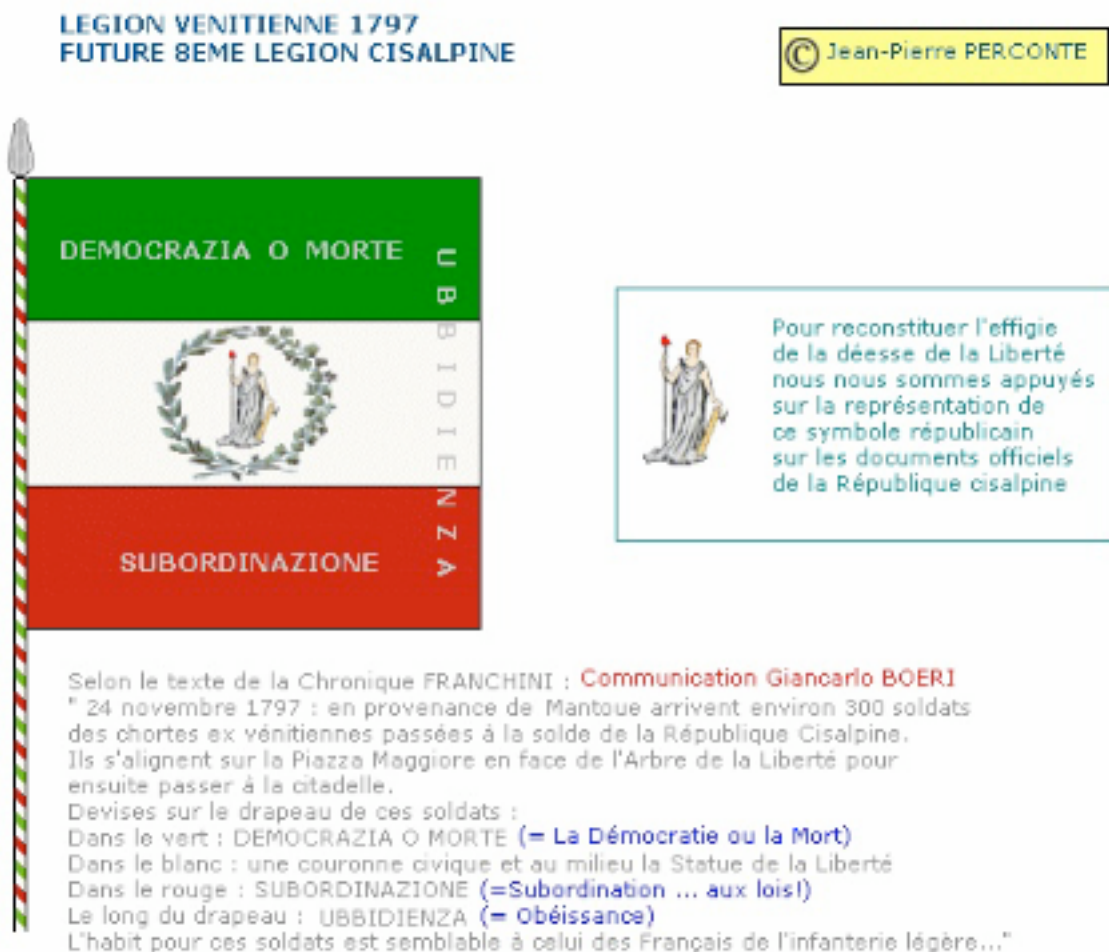 LEGION VENITIENNE 1797
FUTURE 8EME LEGION CISALPINE
© Jean-Pierre PERCONTE
DEMOCRAZIA O MORTE
UBBIDIENZA
SUBORDINAZIONE
Pour reconstituer l'effigie
de la déesse de la Liberté
nous nous sommes appuyés
sur la représentation de
ce symbole républicain
sur les documents officiels
de la République cisalpine
Selon le texte de la Chronique FRANCHINI : Communication Giancarlo BOERI
" 24 novembre 1797 : en provenance de Mantoue arrivent environ 300 soldats
des chortes ex vénitiennes passées à la solde de la République Cisalpine.
Ils s'alignent sur la Piazza Maggiore en face de l'Arbre de la Liberté pour
ensuite passer à la citadelle.
Devises sur le drapeau de ces soldats :
Dans le vert : DEMOCRAZIA O MORTE (= La Démocratie ou la Mort)
Dans le blanc : une couronne civique et au milieu la Statue de la Liberté
Dans le rouge : SUBORDINAZIONE (=Subordination ... aux lois!)
Le long du drapeau : UBBIDIENZA (= Obéissance)
L'habit pour ces soldats est semblable à celui des Français de l'infanterie légère..."